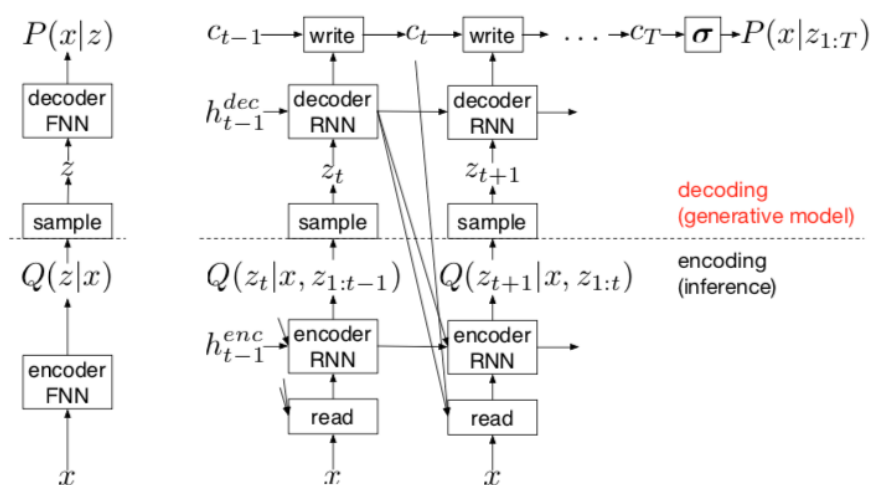 P(x|z)
decoder
FNN
z
sample
Q(z|x)
encoder
FNN
x
c_{t-1} write c_t write ... c_T σ P(x|z_{1:T})
h_{t-1}^{dec} decoder RNN decoder RNN
z_t z_{t+1}
sample sample
decoding
(generative model)
Q(z_t|x, z_{1:t-1}) Q(z_{t+1}|x, z_{1:t})
encoding
(inference)
h_{t-1}^{enc} encoder RNN encoder RNN
read read
x x